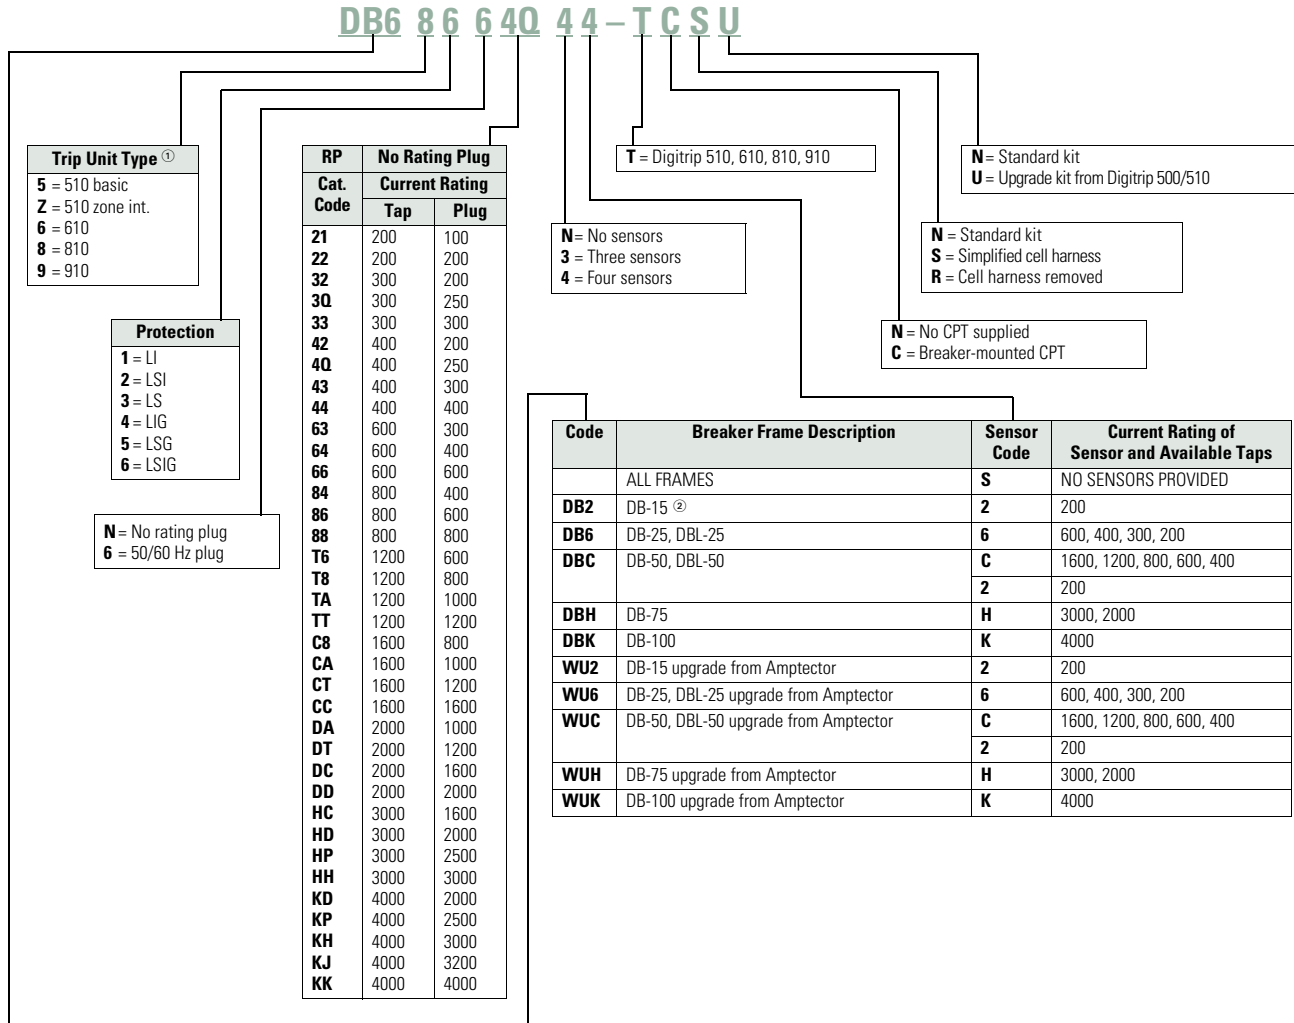 DB6 8 6 6 4Q 4 4 – T C S U
Trip Unit Type ①
5 = 510 basic
Z = 510 zone int.
6 = 610
8 = 810
9 = 910
Protection
1 = LI
2 = LSI
3 = LS
4 = LIG
5 = LSG
6 = LSIG
N = No rating plug
6 = 50/60 Hz plug
RP No Rating Plug
Cat. Code Current Rating
Tap Plug
21 200 100
22 200 200
32 300 200
3Q 300 250
33 300 300
42 400 200
4Q 400 250
43 400 300
44 400 400
63 600 300
64 600 400
66 600 600
84 800 400
86 800 600
88 800 800
T6 1200 600
T8 1200 800
TA 1200 1000
TT 1200 1200
C8 1600 800
CA 1600 1000
CT 1600 1200
CC 1600 1600
DA 2000 1000
DT 2000 1200
DC 2000 1600
DD 2000 2000
HC 3000 1600
HD 3000 2000
HP 3000 2500
HH 3000 3000
KD 4000 2000
KP 4000 2500
KH 4000 3000
KJ 4000 3200
KK 4000 4000
T = Digitrip 510, 610, 810, 910
N = No sensors
3 = Three sensors
4 = Four sensors
N = Standard kit
U = Upgrade kit from Digitrip 500/510
N = Standard kit
S = Simplified cell harness
R = Cell harness removed
N = No CPT supplied
C = Breaker-mounted CPT
Code Breaker Frame Description Sensor Code Current Rating of Sensor and Available Taps
ALL FRAMES S NO SENSORS PROVIDED
DB2 DB-15 ② 2 200
DB6 DB-25, DBL-25 6 600, 400, 300, 200
DBC DB-50, DBL-50 C 1600, 1200, 800, 600, 400
2 200
DBH DB-75 H 3000, 2000
DBK DB-100 K 4000
WU2 DB-15 upgrade from Amptector 2 200
WU6 DB-25, DBL-25 upgrade from Amptector 6 600, 400, 300, 200
WUC DB-50, DBL-50 upgrade from Amptector C 1600, 1200, 800, 600, 400
2 200
WUH DB-75 upgrade from Amptector H 3000, 2000
WUK DB-100 upgrade from Amptector K 4000